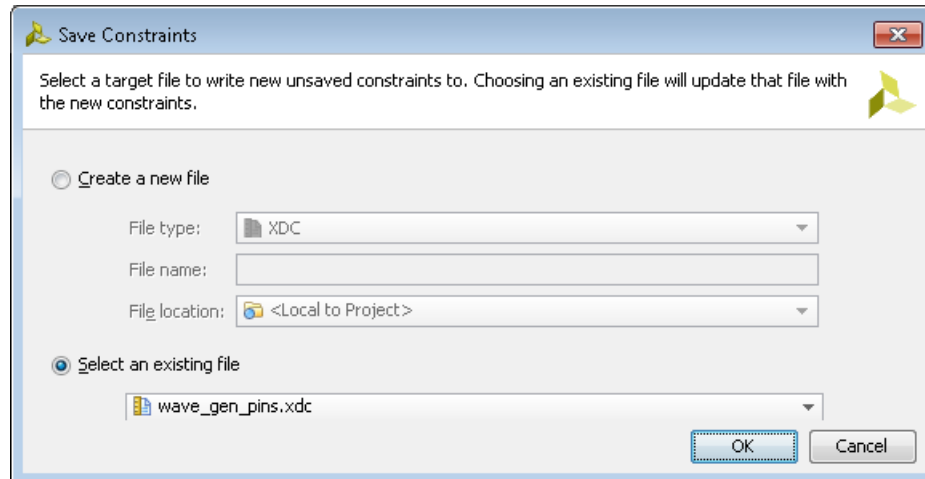 Save Constraints
Select a target file to write new unsaved constraints to. Choosing an existing file will update that file with
the new constraints.
Create a new file
File type: XDC
File name:
File location: <Local to Project>
Select an existing file
wave_gen_pins.xdc
OK Cancel